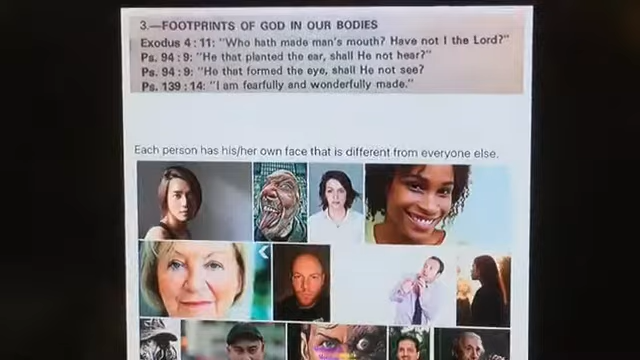 3.—FOOTPRINTS OF GOD IN OUR BODIES
Exodus 4 : 11: "Who hath made man's mouth? Have not I the Lord?"
Ps. 94 : 9: "He that planted the ear, shall He not hear?"
Ps. 94 : 9: "He that formed the eye, shall He not see?
Ps. 139 : 14: "I am fearfully and wonderfully made."
Each person has his/her own face that is different from everyone else.